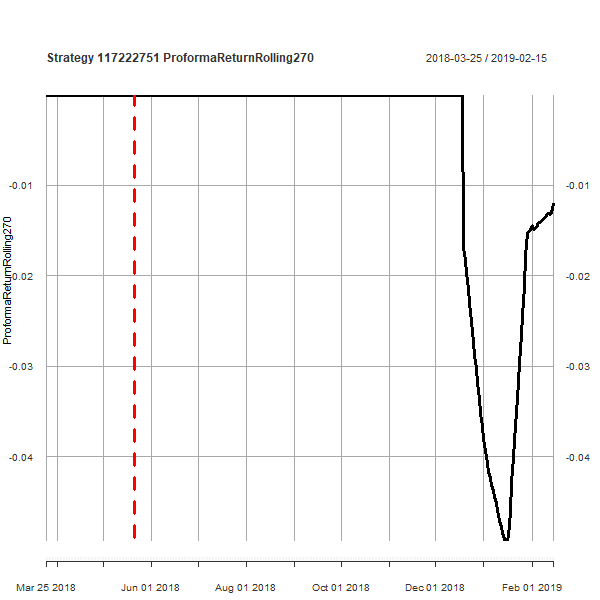 Strategy 117222751 ProformaReturnRolling270
2018-03-25 / 2019-02-15
ProformaReturnRolling270
-0.01
-0.02
-0.03
-0.04
-0.01
-0.02
-0.03
-0.04
Mar 25 2018
Jun 01 2018
Aug 01 2018
Oct 01 2018
Dec 01 2018
Feb 01 2019